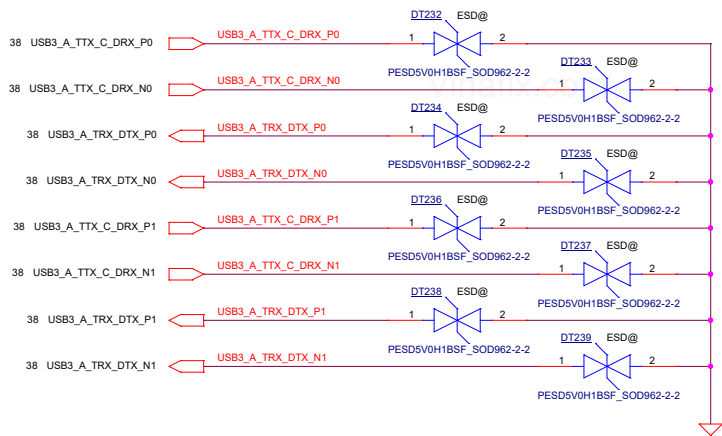 DT232 ESD@
38 USB3_A_TTX_C_DRX_P0 USB3_A_TTX_C_DRX_P0 1 2
PESD5V0H1BSF_SOD962-2-2
DT233 ESD@
38 USB3_A_TTX_C_DRX_N0 USB3_A_TTX_C_DRX_N0 1 2
PESD5V0H1BSF_SOD962-2-2
DT234 ESD@
38 USB3_A_TRX_DTX_P0 USB3_A_TRX_DTX_P0 1 2
PESD5V0H1BSF_SOD962-2-2
DT235 ESD@
38 USB3_A_TRX_DTX_N0 USB3_A_TRX_DTX_N0 1 2
PESD5V0H1BSF_SOD962-2-2
DT236 ESD@
38 USB3_A_TTX_C_DRX_P1 USB3_A_TTX_C_DRX_P1 1 2
PESD5V0H1BSF_SOD962-2-2
DT237 ESD@
38 USB3_A_TTX_C_DRX_N1 USB3_A_TTX_C_DRX_N1 1 2
PESD5V0H1BSF_SOD962-2-2
DT238 ESD@
38 USB3_A_TRX_DTX_P1 USB3_A_TRX_DTX_P1 1 2
PESD5V0H1BSF_SOD962-2-2
DT239 ESD@
38 USB3_A_TRX_DTX_N1 USB3_A_TRX_DTX_N1 1 2
PESD5V0H1BSF_SOD962-2-2